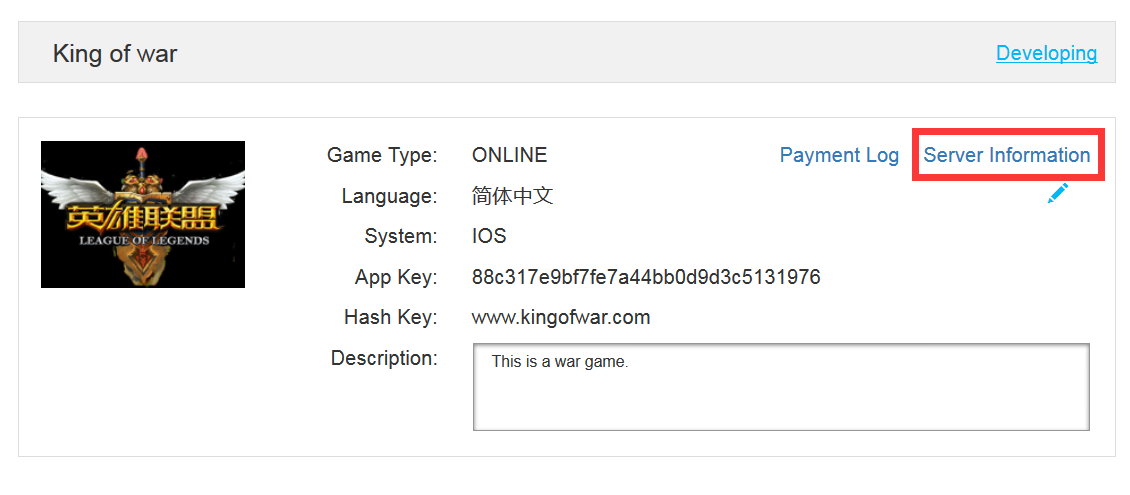 King of war Developing
Game Type: ONLINE Payment Log Server Information
Language: 简体中文
System: IOS
App Key: 88c317e9bf7fe7a44bb0d9d3c5131976
Hash Key: www.kingofwar.com
Description: This is a war game.
英雄联盟
LEAGUE OF LEGENDS